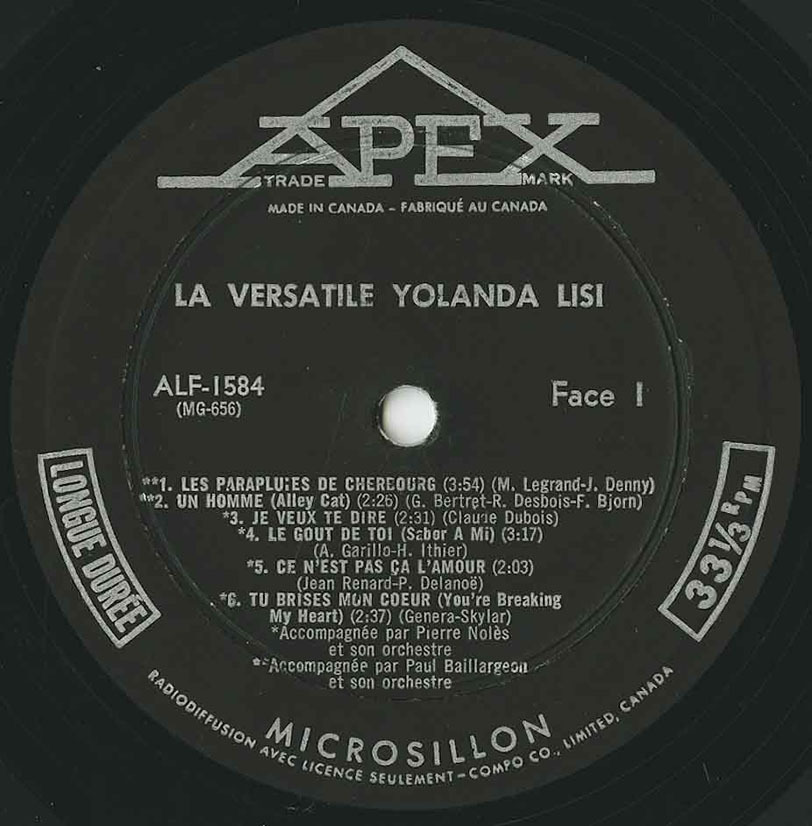 APEX
TRADE MARK
MADE IN CANADA - FABRIQUÉ AU CANADA
LA VERSATILE YOLANDA LISI
ALF-1584
(MG-656)
Face 1
LONGUE DURÉE
33 1/3 RPM
**1. LES PARAPLUIES DE CHERBOURG (3:54) (M. Legrand-J. Denny)
**2. UN HOMME (Alley Cat) (2:26) (G. Bertret-R. Desbois-F. Bjorn)
*3. JE VEUX TE DIRE (2:31) (Claude Dubois)
*4. LE GOUT DE TOI (Sabor A Mi) (3:17)
(A. Garillo-H. Ithier)
*5. CE N'EST PAS ÇA L'AMOUR (2:03)
(Jean Renard-P. Delanoë)
*6. TU BRISES MON COEUR (You're Breaking
My Heart) (2:37) (Genera-Skylar)
*Accompagnée par Pierre Nolès
et son orchestre
**Accompagnée par Paul Baillargeon
et son orchestre
MICROSILLON
RADIODIFFUSION AVEC LICENCE SEULEMENT - COMPO CO., LIMITED, CANADA